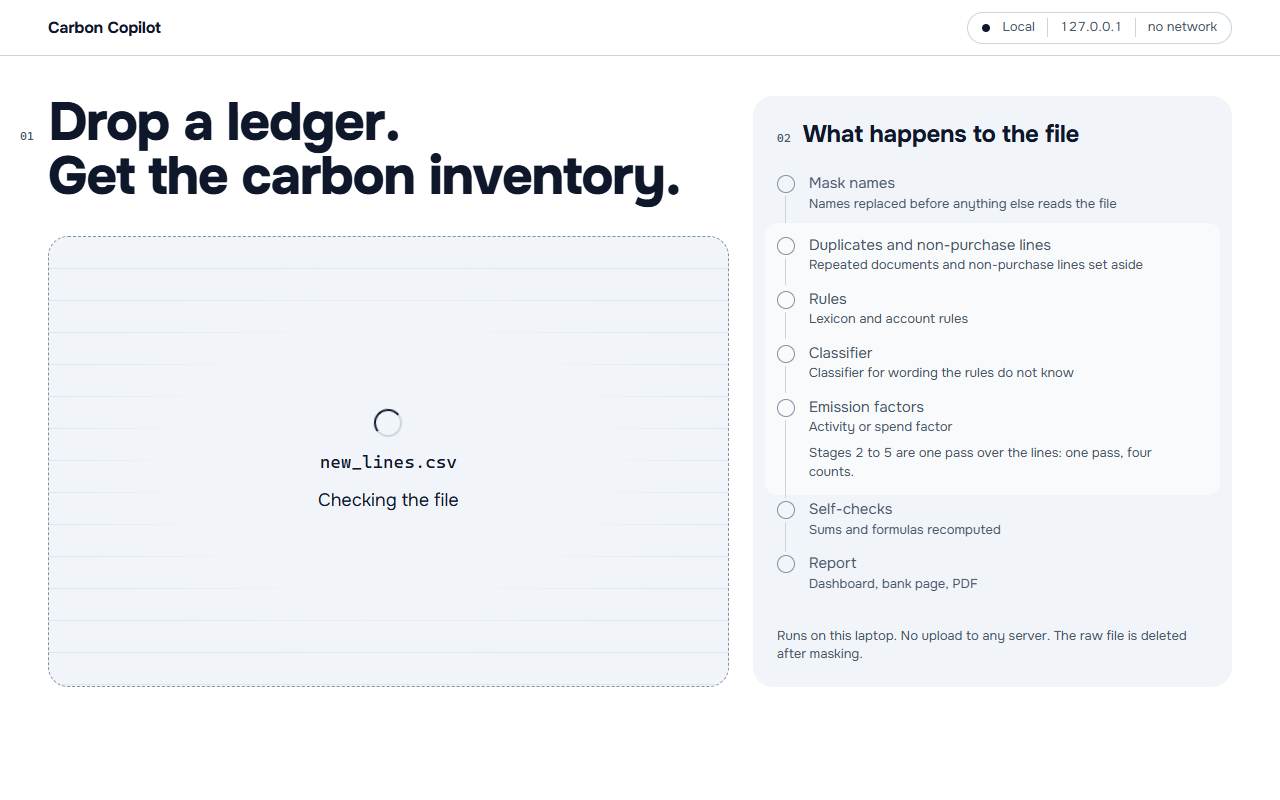 Carbon Copilot
Local
127.0.0.1
no network
01
Drop a ledger.
Get the carbon inventory.
new_lines.csv
Checking the file
02
What happens to the file
Mask names
Names replaced before anything else reads the file
Duplicates and non-purchase lines
Repeated documents and non-purchase lines set aside
Rules
Lexicon and account rules
Classifier
Classifier for wording the rules do not know
Emission factors
Activity or spend factor
Stages 2 to 5 are one pass over the lines: one pass, four
counts.
Self-checks
Sums and formulas recomputed
Report
Dashboard, bank page, PDF
Runs on this laptop. No upload to any server. The raw file is deleted
after masking.